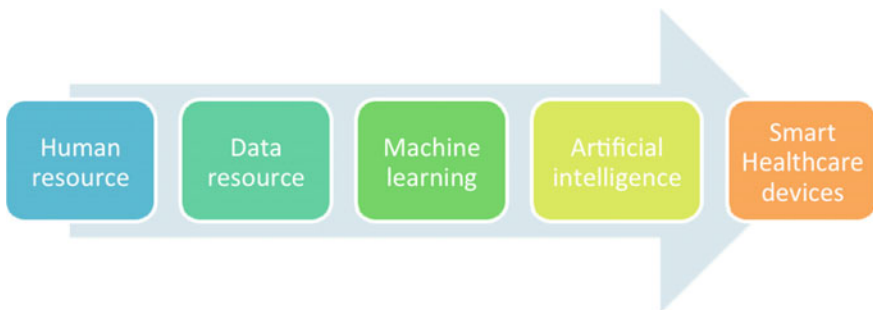 Human
resource
Data
resource
Machine
learning
Artificial
intelligence
Smart
Healthcare
devices